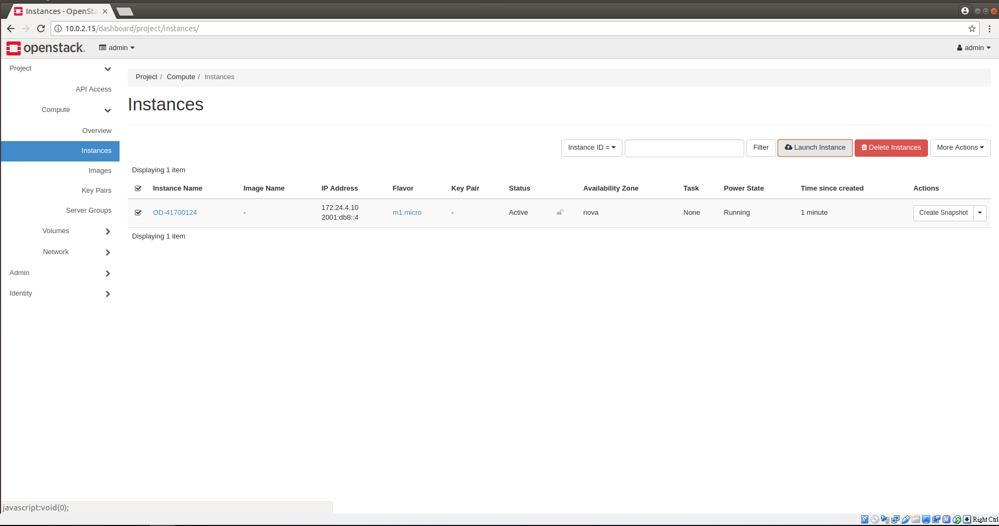 Instances - OpenSta
10.0.2.15/dashboard/project/instances/
openstack. admin admin
Project
API Access
Compute
Overview
Instances
Images
Key Pairs
Server Groups
Volumes
Network
Admin
Identity
Project / Compute / Instances
Instances
Instance ID = Filter Launch Instance Delete Instances More Actions
Displaying 1 item
Instance Name Image Name IP Address Flavor Key Pair Status Availability Zone Task Power State Time since created Actions
OD-41700124 - 172.24.4.10 m1.micro - Active nova None Running 1 minute Create Snapshot
2001:db8::4
Displaying 1 item
javascript:void(0);
Right Ctrl